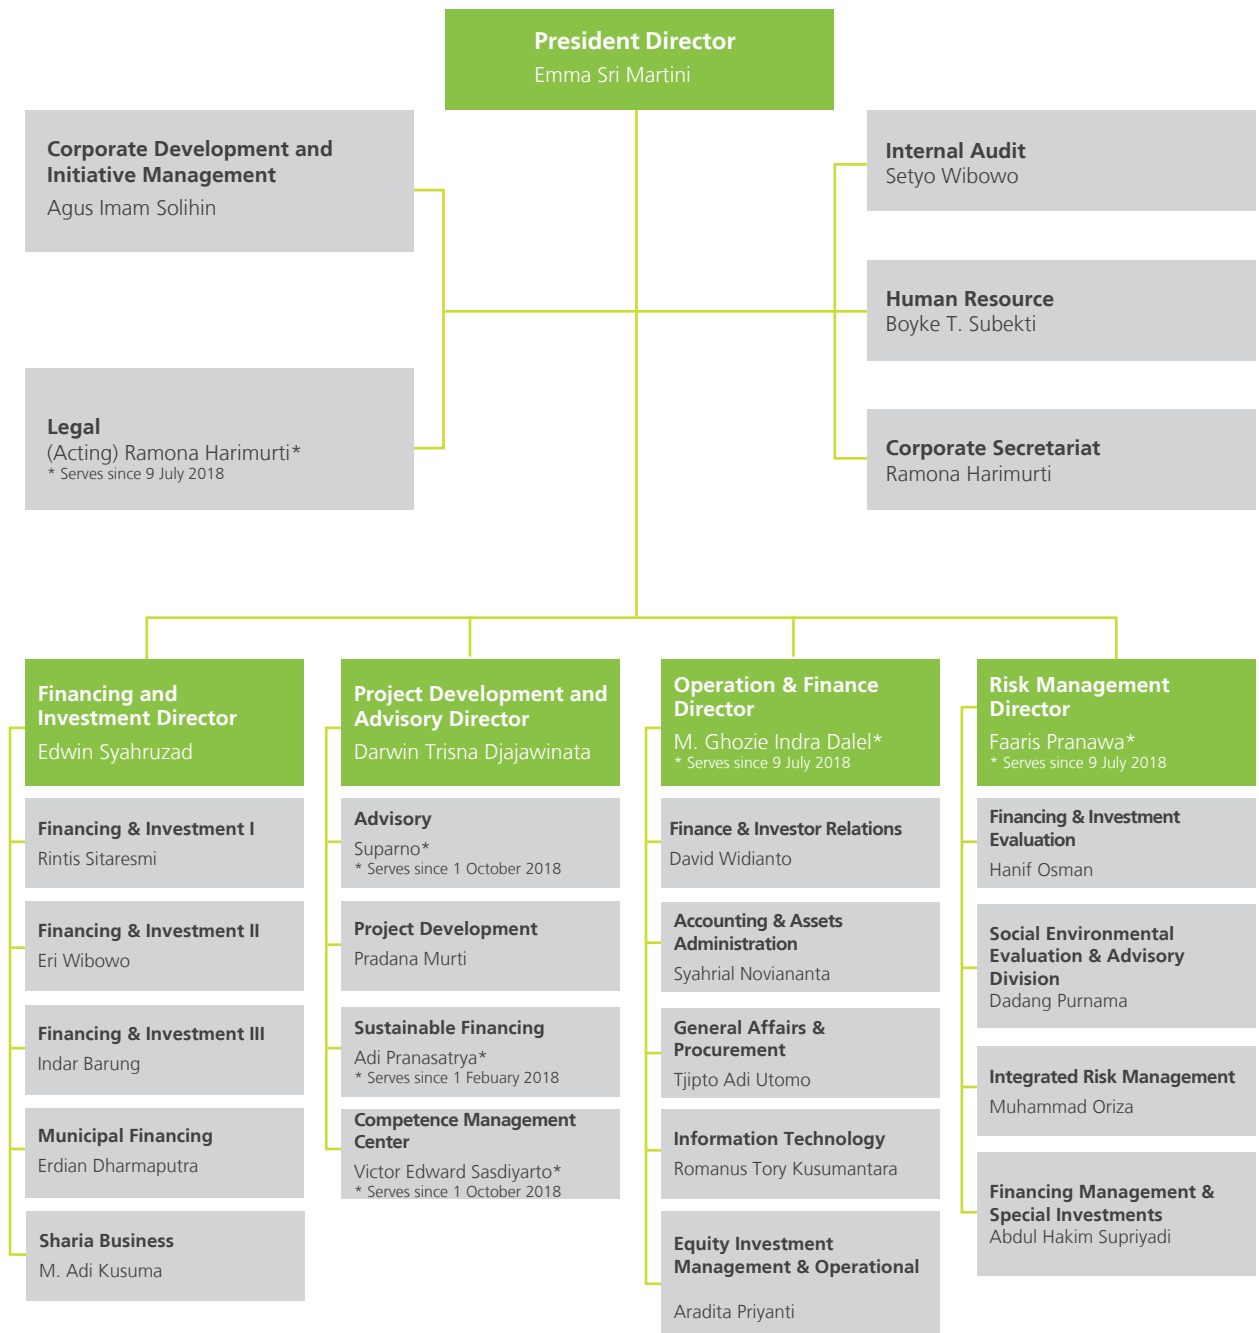 President Director
Emma Sri Martini
Corporate Development and
Initiative Management
Agus Imam Solihin
Legal
(Acting) Ramona Harimurti*
* Serves since 9 July 2018
Internal Audit
Setyo Wibowo
Human Resource
Boyke T. Subekti
Corporate Secretariat
Ramona Harimurti
Financing and
Investment Director
Edwin Syahruzad
Financing & Investment I
Rintis Sitaresmi
Financing & Investment II
Eri Wibowo
Financing & Investment III
Indar Barung
Municipal Financing
Erdian Dharmaputra
Sharia Business
M. Adi Kusuma
Project Development and
Advisory Director
Darwin Trisna Djajawinata
Advisory
Suparno*
* Serves since 1 October 2018
Project Development
Pradana Murti
Sustainable Financing
Adi Pranasatrya*
* Serves since 1 Febuary 2018
Competence Management
Center
Victor Edward Sasdiyarto*
* Serves since 1 October 2018
Operation & Finance
Director
M. Ghozie Indra Dalel*
* Serves since 9 July 2018
Finance & Investor Relations
David Widianto
Accounting & Assets
Administration
Syahrial Noviananta
General Affairs &
Procurement
Tjipto Adi Utomo
Information Technology
Romanus Tory Kusumantara
Equity Investment
Management & Operational
Aradita Priyanti
Risk Management
Director
Faaris Pranawa*
* Serves since 9 July 2018
Financing & Investment
Evaluation
Hanif Osman
Social Environmental
Evaluation & Advisory
Division
Dadang Purnama
Integrated Risk Management
Muhammad Oriza
Financing Management &
Special Investments
Abdul Hakim Supriyadi